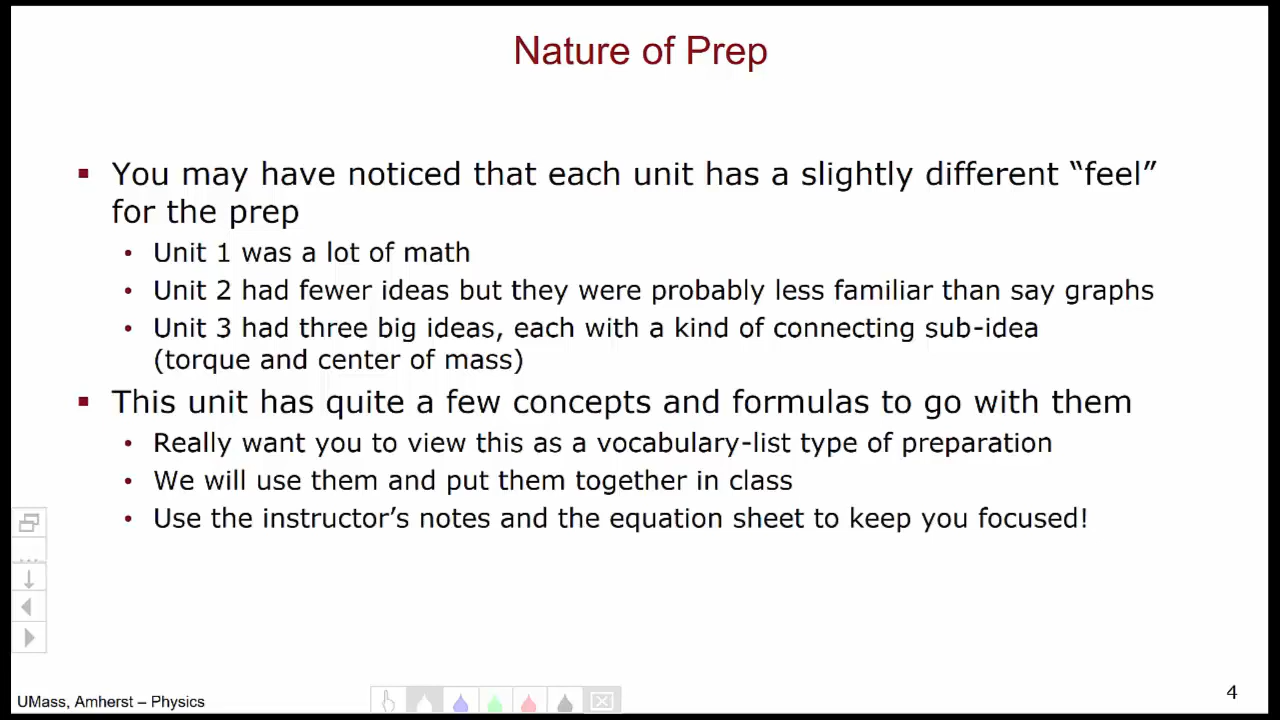 Nature of Prep
You may have noticed that each unit has a slightly different “feel”
for the prep
Unit 1 was a lot of math
Unit 2 had fewer ideas but they were probably less familiar than say graphs
Unit 3 had three big ideas, each with a kind of connecting sub-idea
(torque and center of mass)
This unit has quite a few concepts and formulas to go with them
Really want you to view this as a vocabulary-list type of preparation
We will use them and put them together in class
Use the instructor’s notes and the equation sheet to keep you focused!
UMass, Amherst – Physics
4